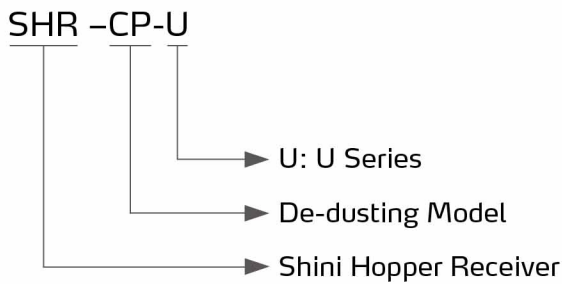 SHR –CP-U
U: U Series
De-dusting Model
Shini Hopper Receiver